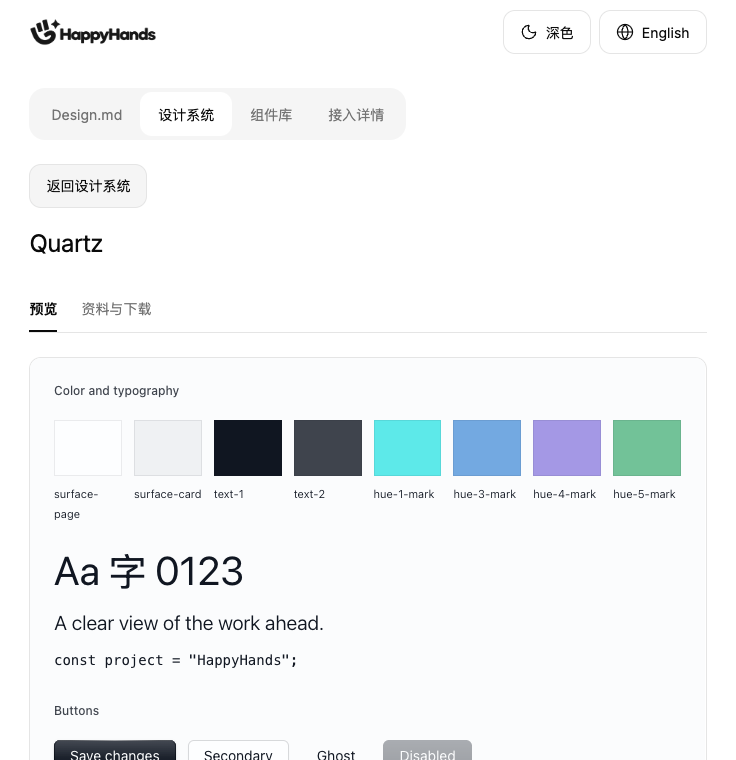 HappyHands
深色
English
Design.md
设计系统
组件库
接入详情
返回设计系统
Quartz
预览
资料与下载
Color and typography
surface-page
surface-card
text-1
text-2
hue-1-mark
hue-3-mark
hue-4-mark
hue-5-mark
Aa 字 0123
A clear view of the work ahead.
const project = "HappyHands";
Buttons
Save changes
Secondary
Ghost
Disabled